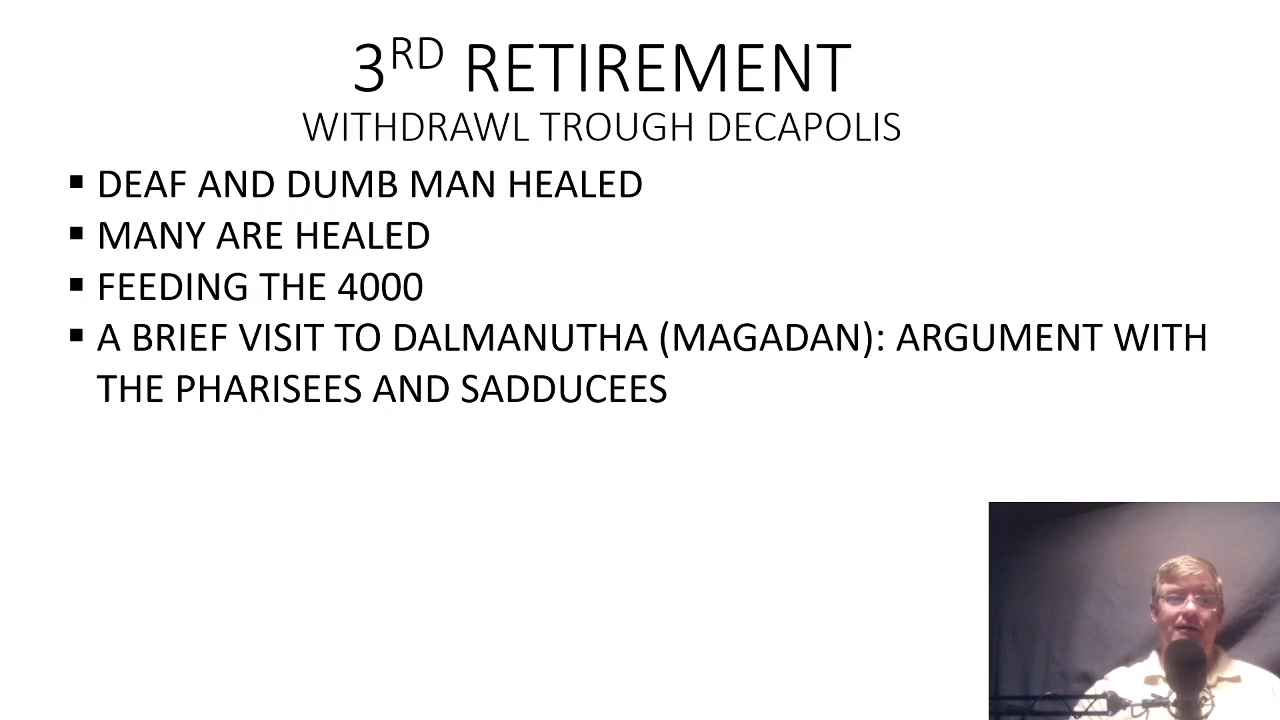 3RD RETIREMENT
WITHDRAWL TROUGH DECAPOLIS
▪ DEAF AND DUMB MAN HEALED
▪ MANY ARE HEALED
▪ FEEDING THE 4000
▪ A BRIEF VISIT TO DALMANUTHA (MAGADAN): ARGUMENT WITH
THE PHARISEES AND SADDUCEES